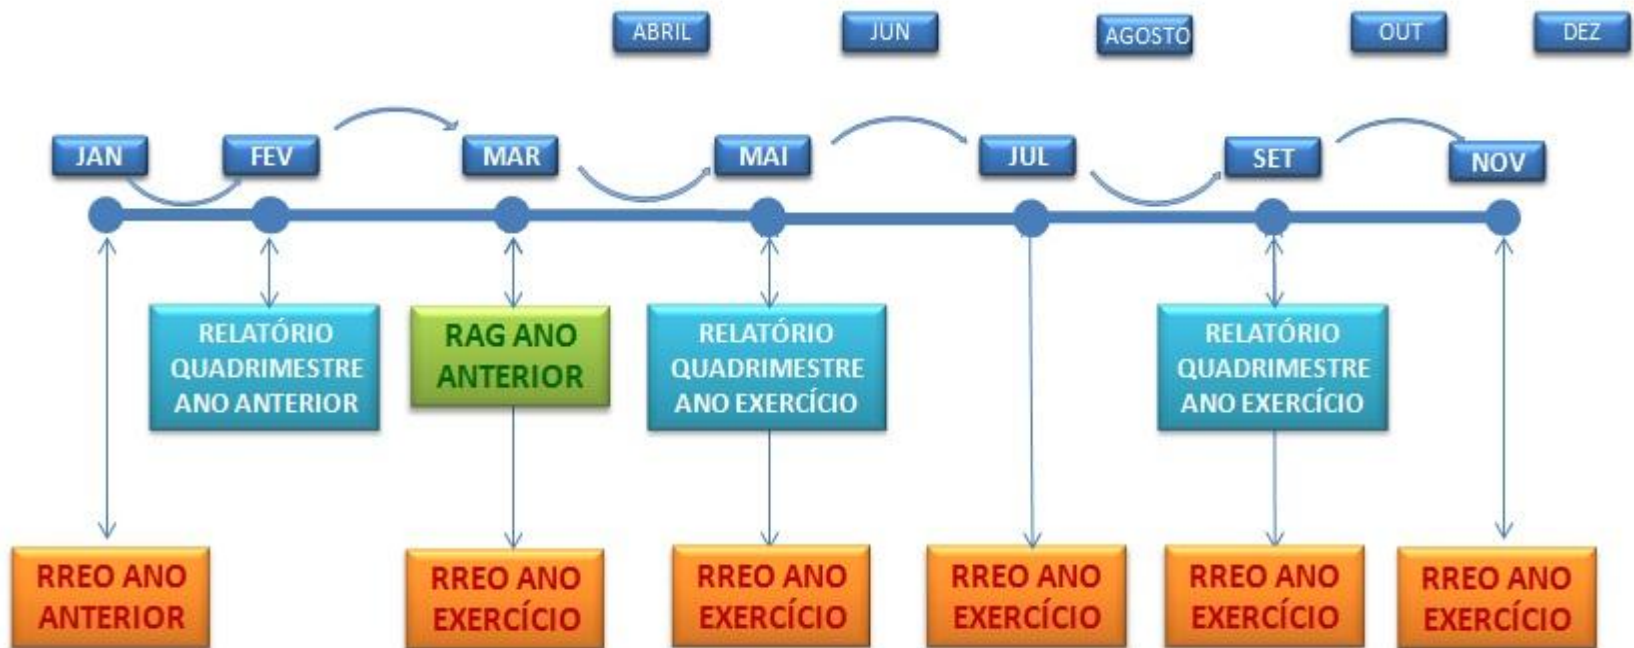 ABRIL
JUN
AGOSTO
OUT
DEZ
JAN
FEV
MAR
MAI
JUL
SET
NOV
RELATÓRIO
QUADRIMESTRE
ANO ANTERIOR
RAG ANO
ANTERIOR
RELATÓRIO
QUADRIMESTRE
ANO EXERCÍCIO
RELATÓRIO
QUADRIMESTRE
ANO EXERCÍCIO
RREO ANO
ANTERIOR
RREO ANO
EXERCÍCIO
RREO ANO
EXERCÍCIO
RREO ANO
EXERCÍCIO
RREO ANO
EXERCÍCIO
RREO ANO
EXERCÍCIO